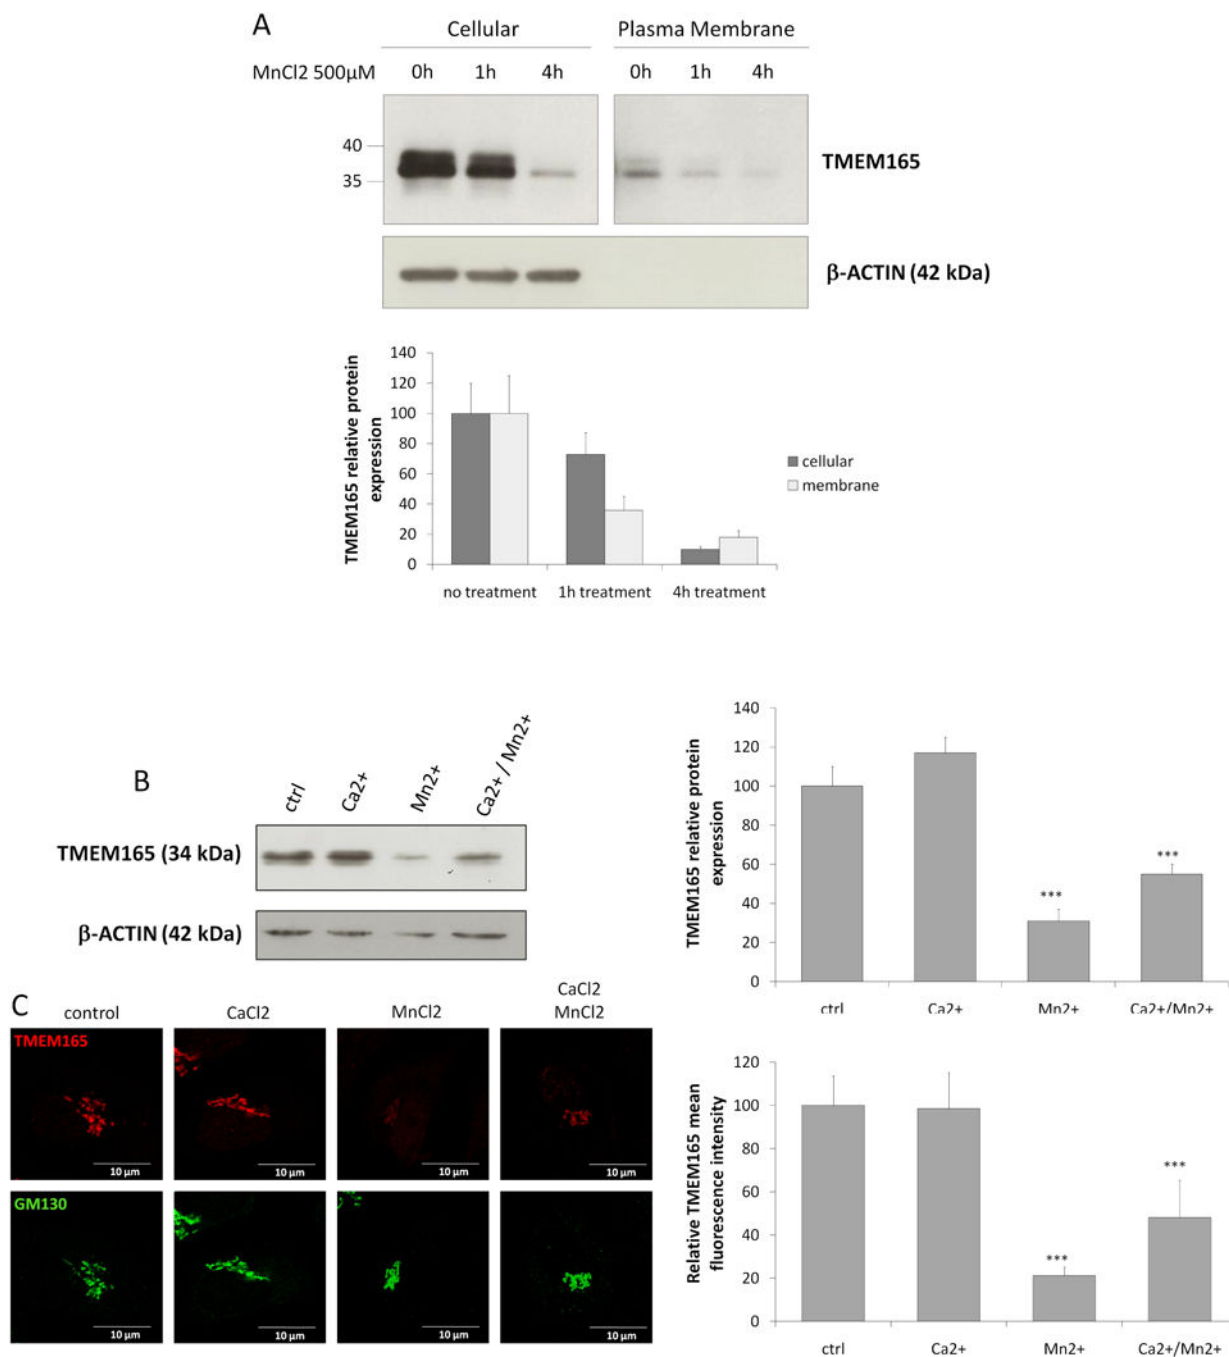 A
Cellular Plasma Membrane
MnCl2 500µM 0h 1h 4h 0h 1h 4h
40
35
TMEM165
β-ACTIN (42 kDa)
TMEM165 relative protein
expression
140
120
100
80
60
40
20
0
no treatment 1h treatment 4h treatment
cellular
membrane
B
ctrl Ca2+ Mn2+ Ca2+ / Mn2+
TMEM165 (34 kDa)
β-ACTIN (42 kDa)
TMEM165 relative protein
expression
140
120
100
80
60
40
20
0
*** ***
ctrl Ca2+ Mn2+ Ca2+/Mn2+
C
control CaCl2 MnCl2 CaCl2
MnCl2
TMEM165
10 µm 10 µm 10 µm 10 µm
GM130
10 µm 10 µm 10 µm 10 µm
Relative TMEM165 mean
fluorescence intensity
120
100
80
60
40
20
0
*** ***
ctrl Ca2+ Mn2+ Ca2+/Mn2+